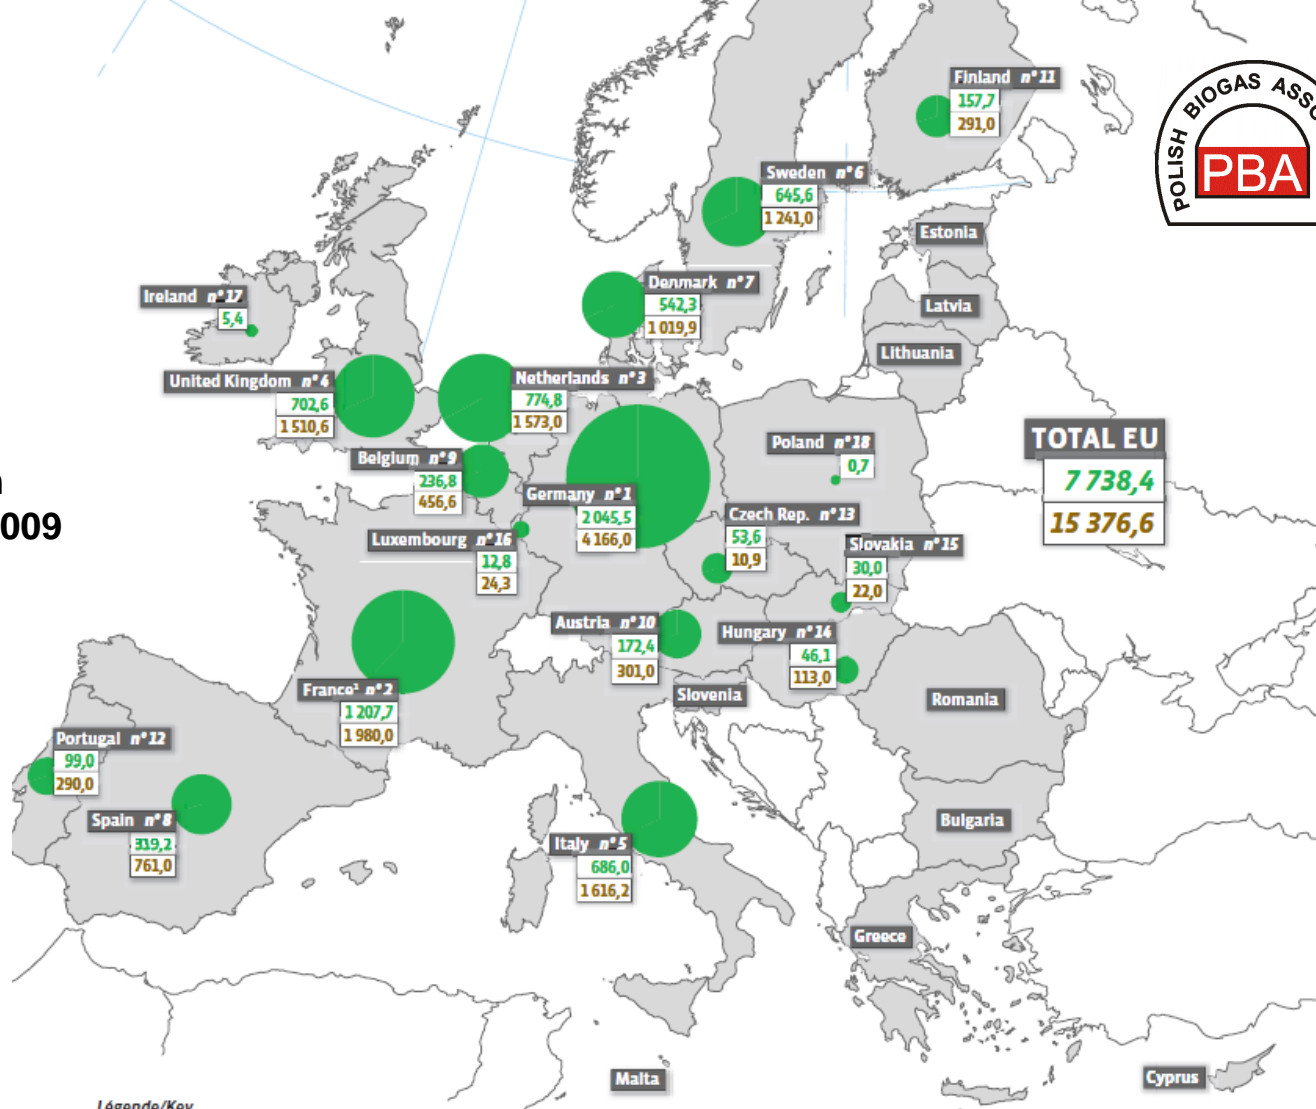 Finland n°11
157,7
291,0
POLISH BIOGAS
PBA
Sweden n°6
645,6
1 241,0
Estonia
Denmark n°7
542,3
1 019,9
Ireland n°17
5,4
Latvia
Lithuania
United Kingdom n°4
702,6
1 510,6
Netherlands n°3
774,8
1 573,0
TOTAL EU
7 738,4
15 376,6
Poland n°18
0,7
Belgium n°9
236,8
456,6
Germany n°1
2 045,5
4 166,0
009
Czech Rep. n°13
53,6
10,9
Luxembourg n°16
12,8
24,3
Slovakia n°15
30,0
22,0
Austria n°10
172,4
301,0
Hungary n°14
46,1
113,0
France¹ n°2
1 207,7
1 980,0
Slovenia
Romania
Portugal n°12
99,0
290,0
Spain n°8
319,2
761,0
Italy n°5
686,0
1 616,2
Bulgaria
Greece
Malta
Cyprus
Légende/Key